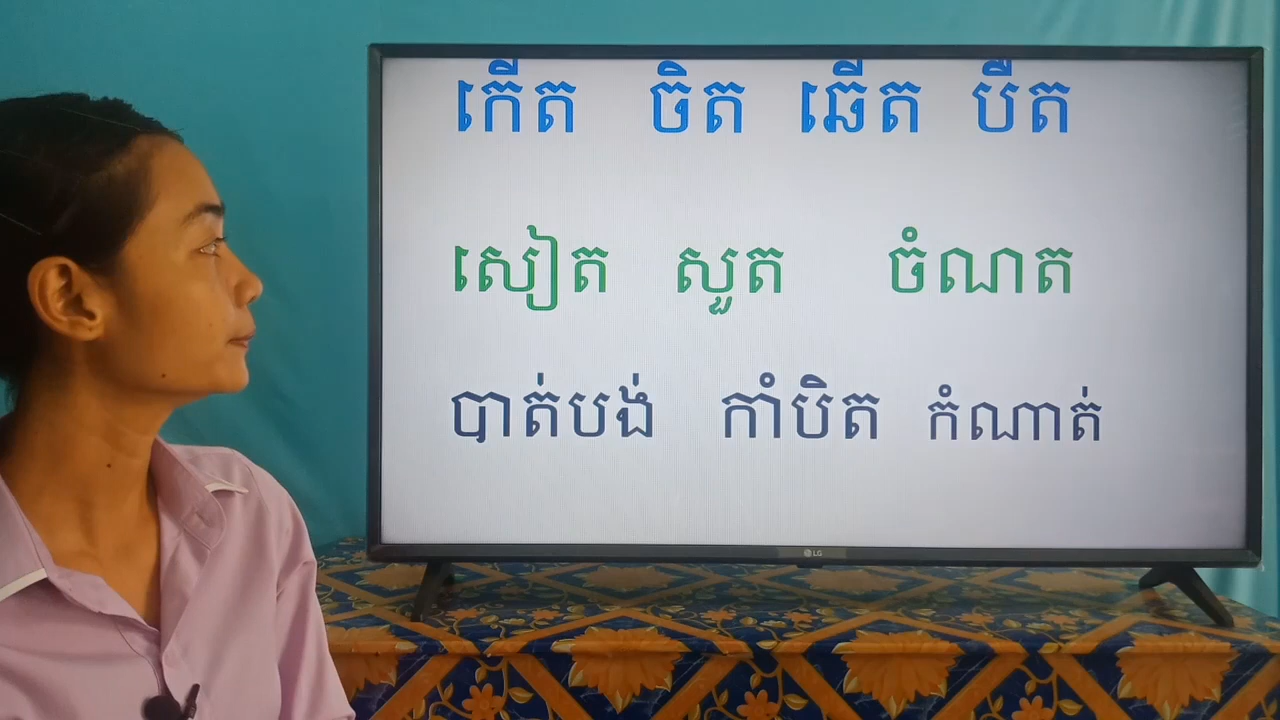 កើត ចិត ឆើត បឺត
សៀត សួត ចំណត
បាត់បង់ កាំបិត កំណាត់
LG